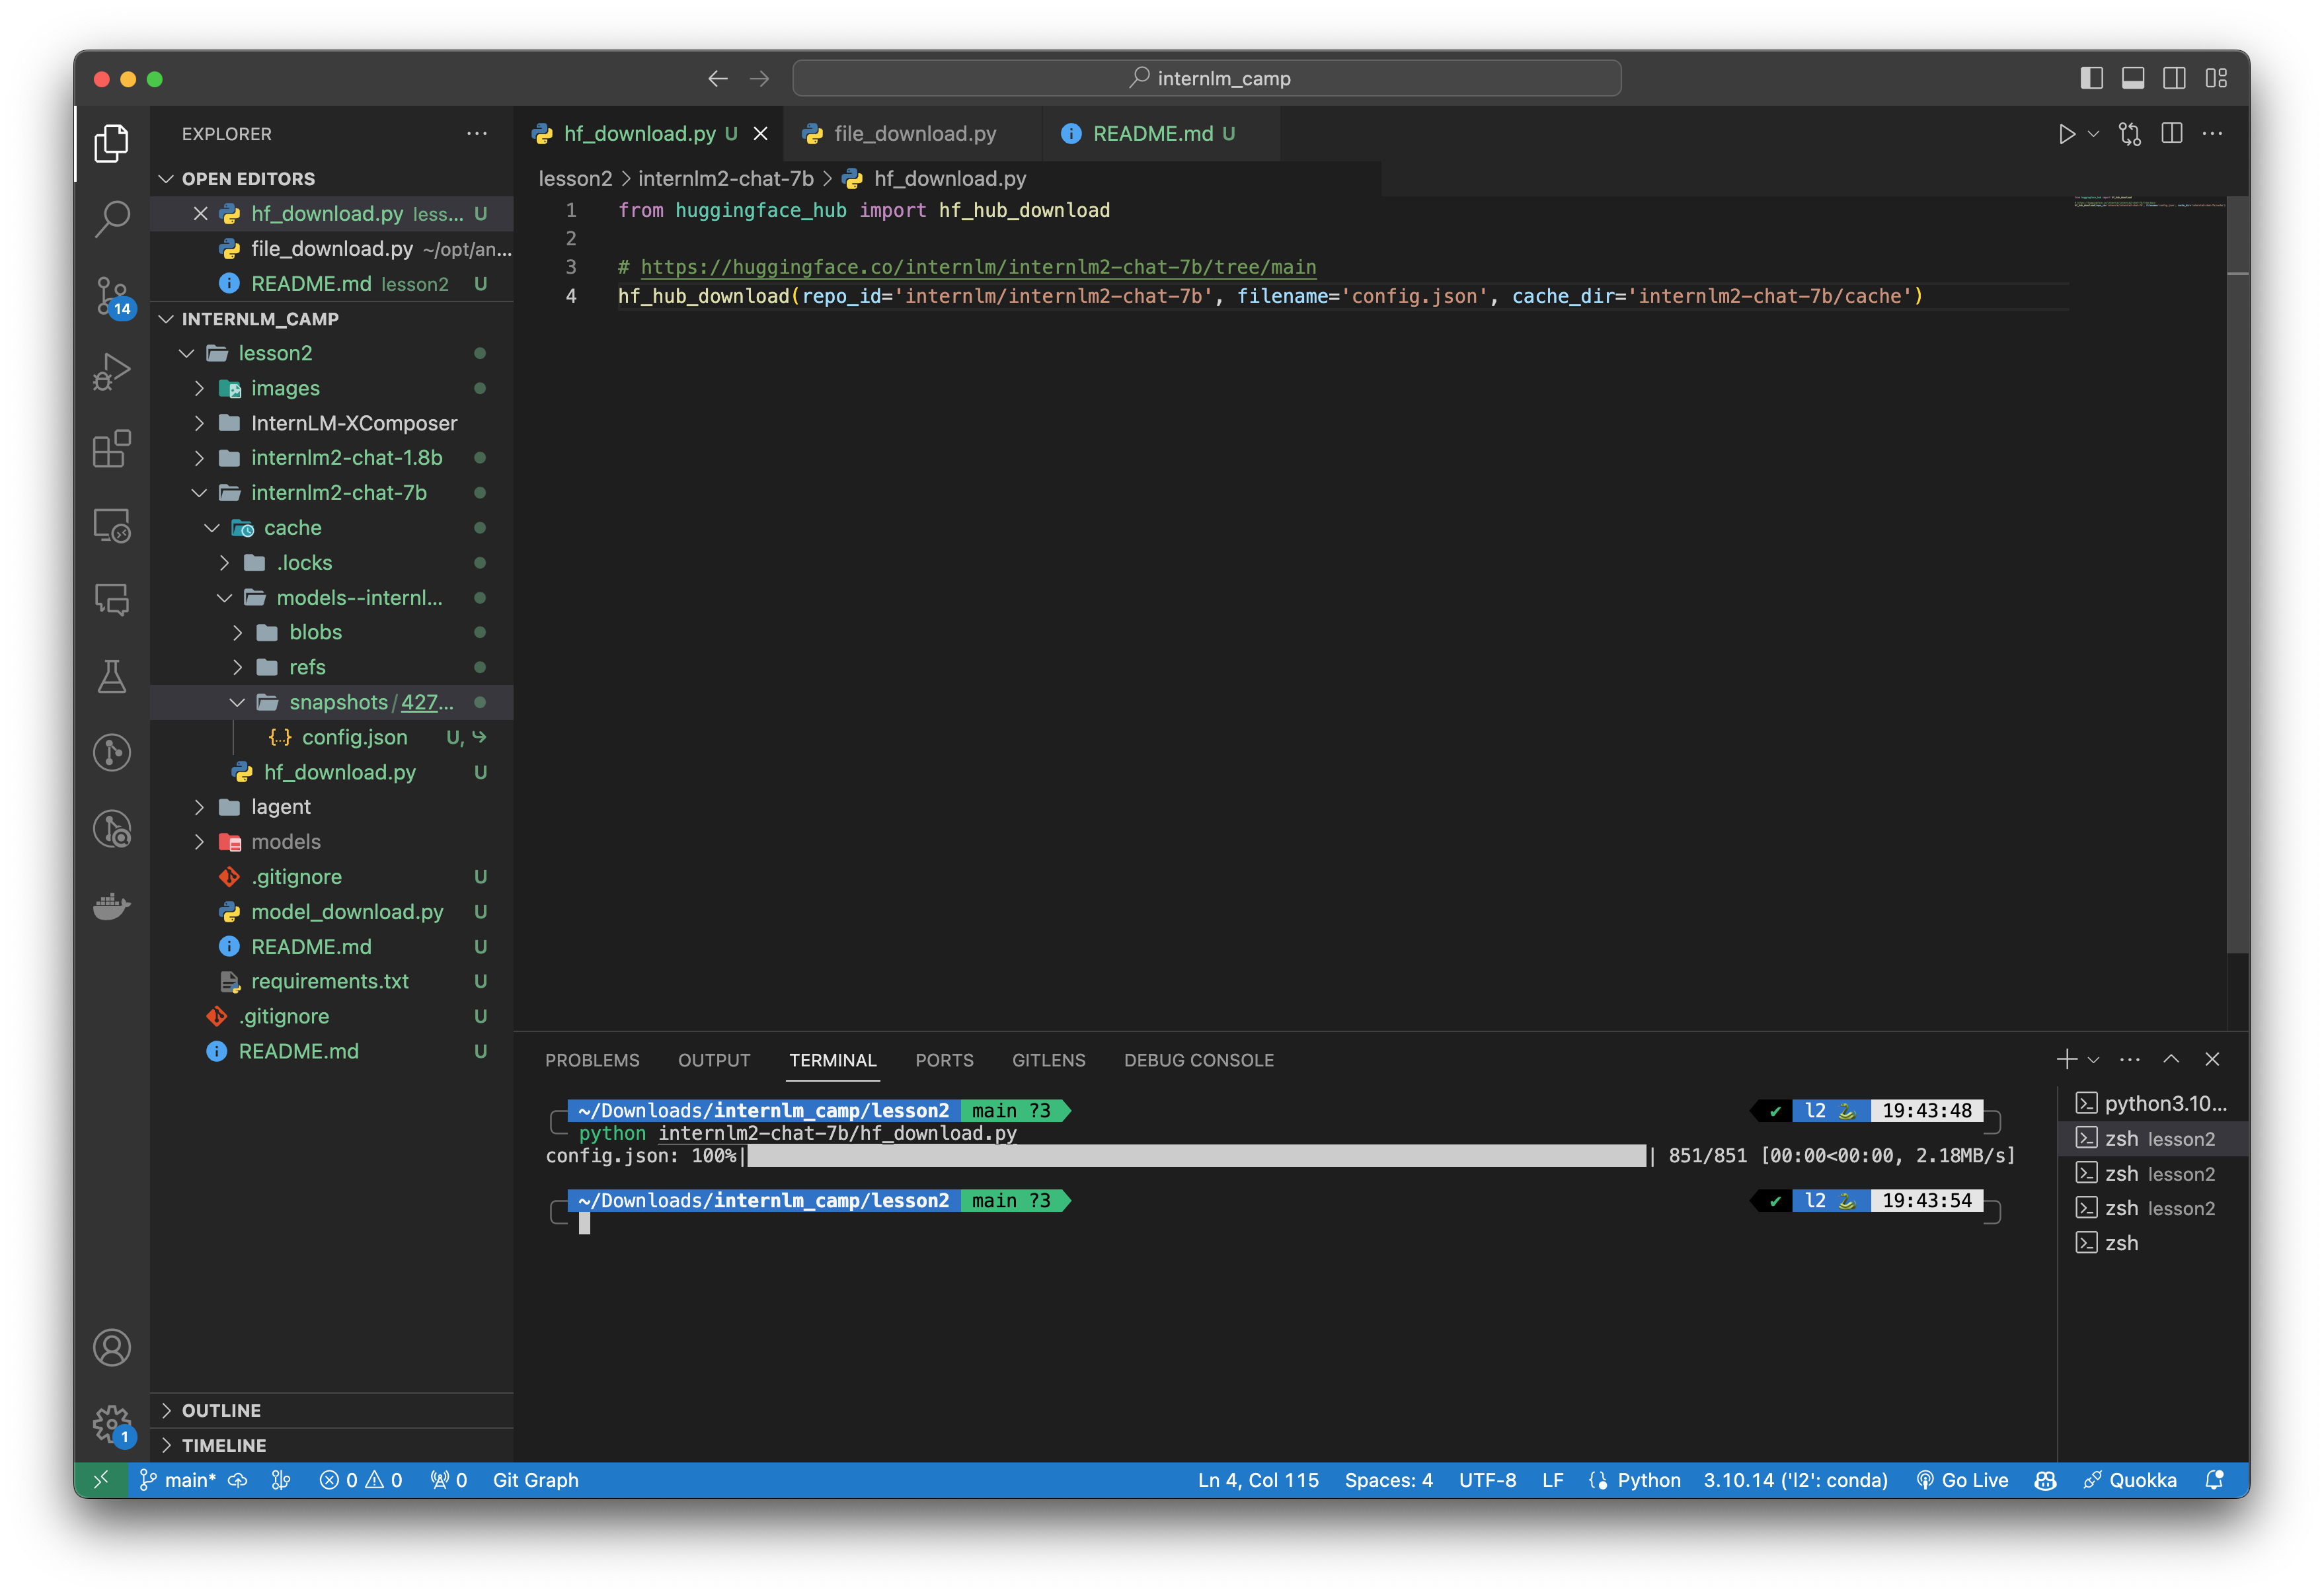 internlm_camp
EXPLORER
OPEN EDITORS
hf_download.py less... U
file_download.py ~/opt/an...
README.md lesson2 U
INTERNLM_CAMP
lesson2
images
InternLM-XComposer
internlm2-chat-1.8b
internlm2-chat-7b
cache
.locks
models--internl...
blobs
refs
snapshots/427...
config.json U,
hf_download.py U
lagent
models
.gitignore U
model_download.py U
README.md U
requirements.txt U
.gitignore U
README.md U
OUTLINE
TIMELINE
14
1
hf_download.py U
file_download.py
README.md U
lesson2 > internlm2-chat-7b > hf_download.py
1 from huggingface_hub import hf_hub_download
2
3 # https://huggingface.co/internlm/internlm2-chat-7b/tree/main
4 hf_hub_download(repo_id='internlm/internlm2-chat-7b', filename='config.json', cache_dir='internlm2-chat-7b/cache')
PROBLEMS OUTPUT TERMINAL PORTS GITLENS DEBUG CONSOLE
~/Downloads/internlm_camp/lesson2 main ?3 ✔ l2 🐍 19:43:48
python internlm2-chat-7b/hf_download.py
config.json: 100%| | 851/851 [00:00<00:00, 2.18MB/s]
~/Downloads/internlm_camp/lesson2 main ?3 ✔ l2 🐍 19:43:54
python3.10...
zsh lesson2
zsh lesson2
zsh lesson2
zsh
main* 0 0 0 Git Graph
Ln 4, Col 115 Spaces: 4 UTF-8 LF Python 3.10.14 ('l2': conda) Go Live Quokka